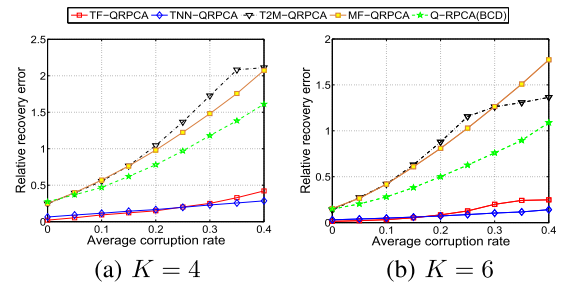 TF-QRPCA TNN-QRPCA T2M-QRPCA MF-QRPCA Q-RPCA(BCD)
2.5
2
1.5
1
0.5
0 0.1 0.2 0.3 0.4
Relative recovery error
Average corruption rate
(a) K = 4
2
1.5
1
0.5
0
0 0.1 0.2 0.3 0.4
Relative recovery error
Average corruption rate
(b) K = 6